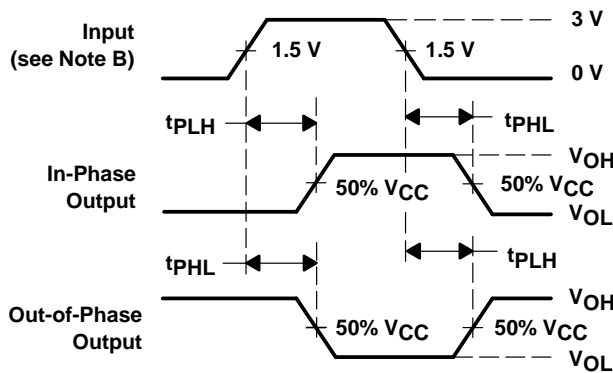 3 V
Input
(see Note B)
1.5 V
1.5 V
0 V
tPLH
tPHL
VOH
In-Phase
Output
50% VCC
50% VCC
VOL
tPHL
tPLH
VOH
Out-of-Phase
Output
50% VCC
50% VCC
VOL